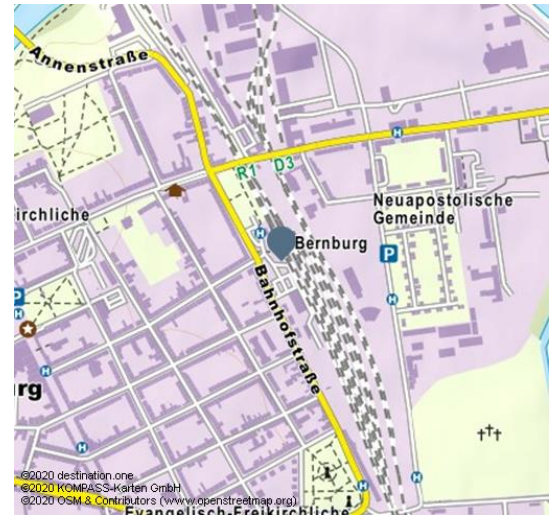 Annenstraße
R1 D3
H
irchliche
Neuapostolische
Gemeinde
H
Bernburg
P
P
H
H
Bahnhofstraße
H
rg
H
H
©2020 destination.one
©2020 KOMPASS-Karten GmbH
©2020 OSM & Contributors (www.openstreetmap.org)
Evangelisch-Freikirchliche